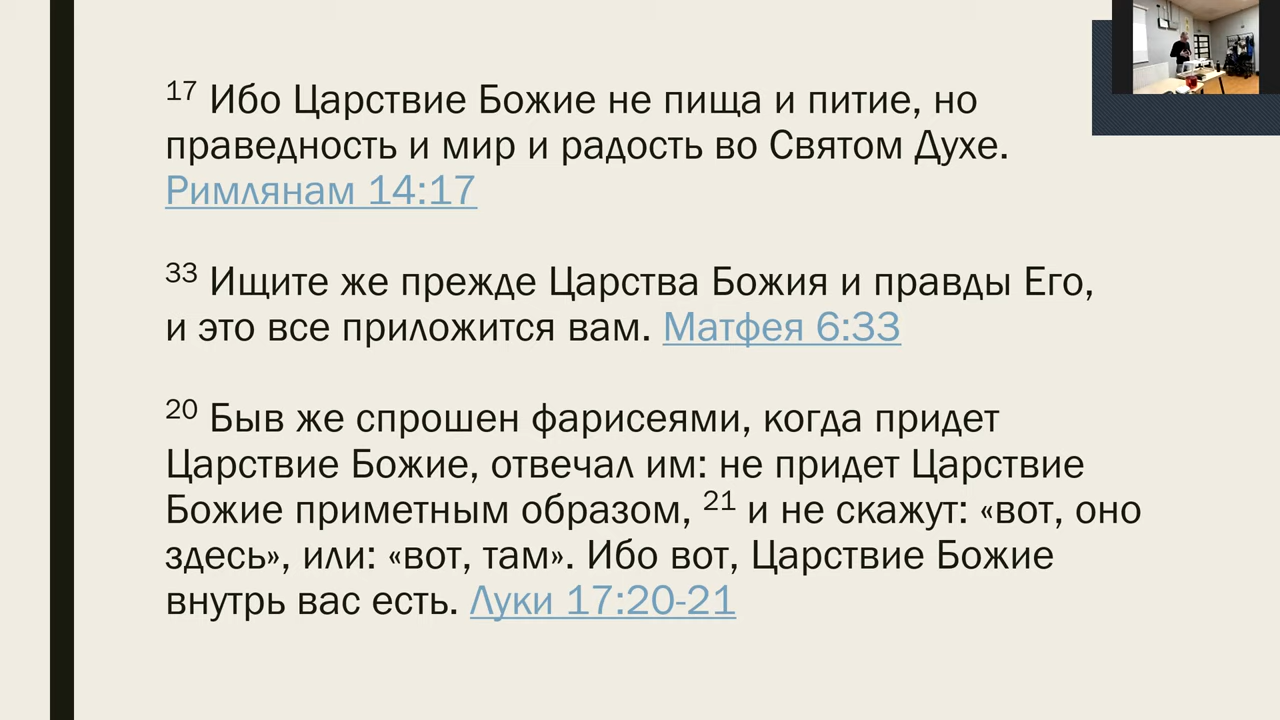 17 Ибо Царствие Божие не пища и питие, но
праведность и мир и радость во Святом Духе.
Римлянам 14:17
33 Ищите же прежде Царства Божия и правды Его,
и это все приложится вам. Матфея 6:33
20 Быв же спрошен фарисеями, когда придет
Царствие Божие, отвечал им: не придет Царствие
Божие приметным образом, 21 и не скажут: «вот, оно
здесь», или: «вот, там». Ибо вот, Царствие Божие
внутрь вас есть. Луки 17:20-21